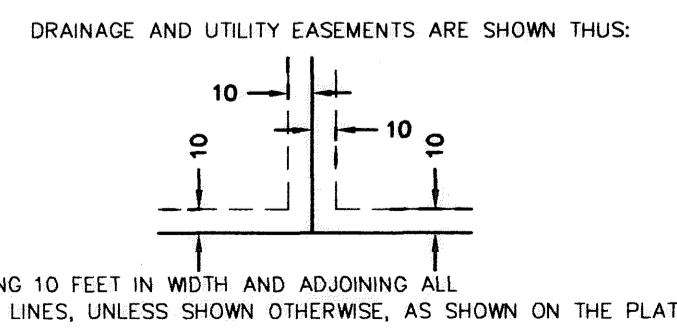 DRAINAGE AND UTILITY EASEMENTS ARE SHOWN THUS:
10
10
10
10
10 FEET IN WIDTH AND ADJOINING ALL
LINES, UNLESS SHOWN OTHERWISE, AS SHOWN ON THE PLAT